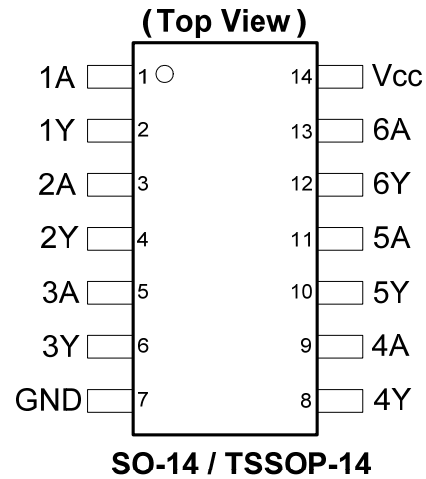 (Top View)
1A 1 14 Vcc
1Y 2 13 6A
2A 3 12 6Y
2Y 4 11 5A
3A 5 10 5Y
3Y 6 9 4A
GND 7 8 4Y
SO-14 / TSSOP-14